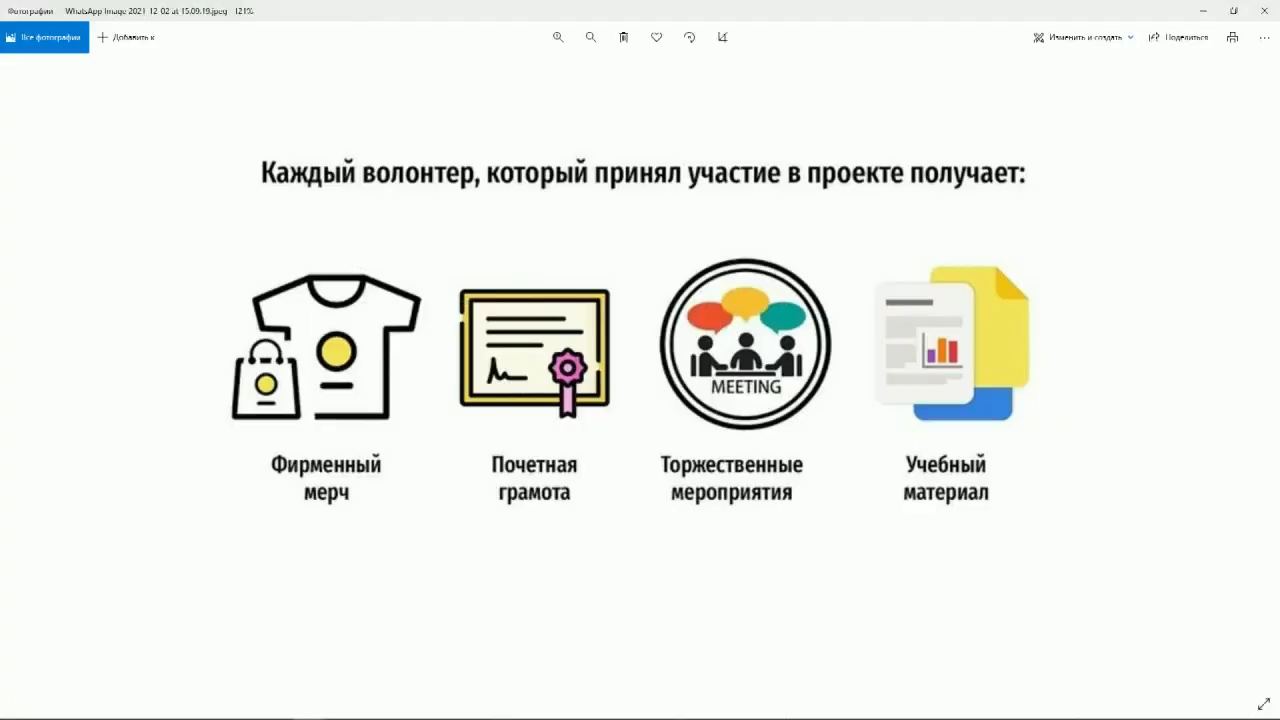 Фотографии - WhatsApp Image 2021-12-02 at 15.09.19.jpeg - 121%
Все фотографии
Добавить к
Изменить и создать
Поделиться
Каждый волонтер, который принял участие в проекте получает:
MEETING
Фирменный
мерч
Почетная
грамота
Торжественные
мероприятия
Учебный
материал